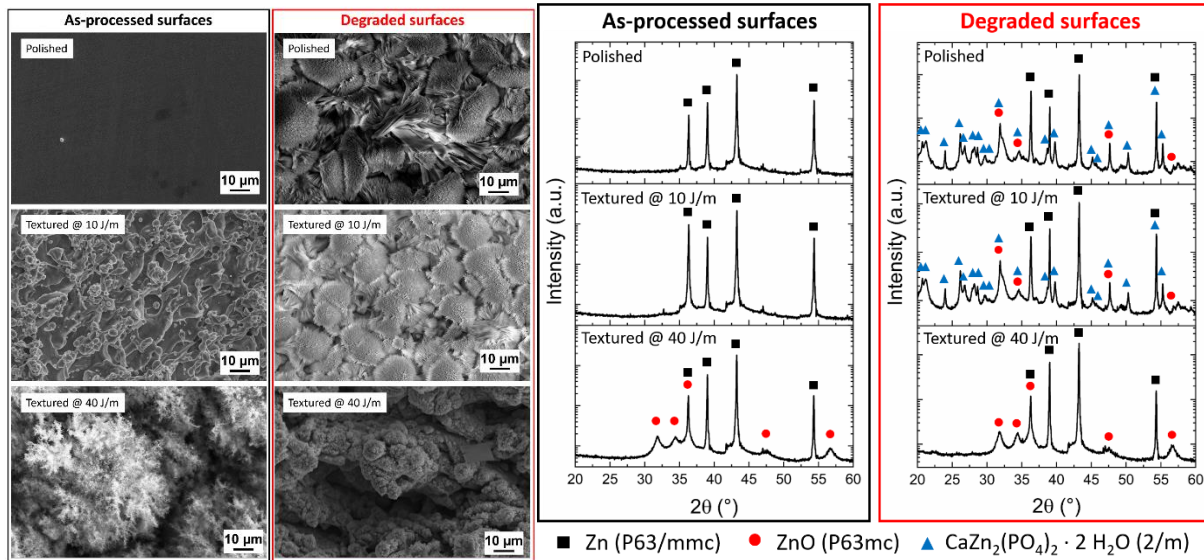 As-processed surfaces
Polished
10 µm
Textured @ 10 J/m
10 µm
Textured @ 40 J/m
10 µm
Degraded surfaces
Polished
10 µm
Textured @ 10 J/m
10 µm
Textured @ 40 J/m
10 µm
As-processed surfaces
Intensity (a.u.)
Polished
Textured @ 10 J/m
Textured @ 40 J/m
20 25 30 35 40 45 50 55 60
2θ (°)
Degraded surfaces
Intensity (a.u.)
Polished
Textured @ 10 J/m
Textured @ 40 J/m
20 25 30 35 40 45 50 55 60
2θ (°)
Zn (P63/mmc) ZnO (P63mc) CaZn₂(PO₄)₂ · 2 H₂O (2/m)